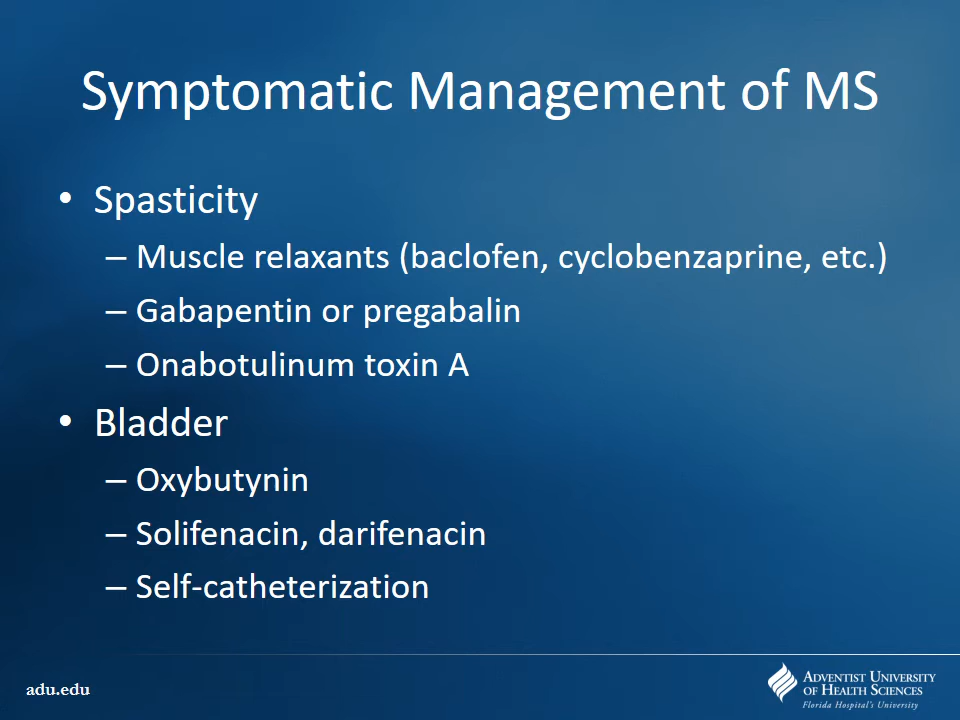 Symptomatic Management of MS
• Spasticity
– Muscle relaxants (baclofen, cyclobenzaprine, etc.)
– Gabapentin or pregabalin
– Onabotulinum toxin A
• Bladder
– Oxybutynin
– Solifenacin, darifenacin
– Self-catheterization
adu.edu
ADVENTIST UNIVERSITY
OF HEALTH SCIENCES
Florida Hospital's University